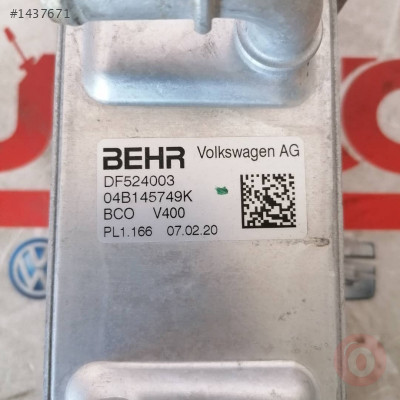 #1437671
BEHR Volkswagen AG
DF524003
04B145749K
BCO V400
PL1.166 07.02.20